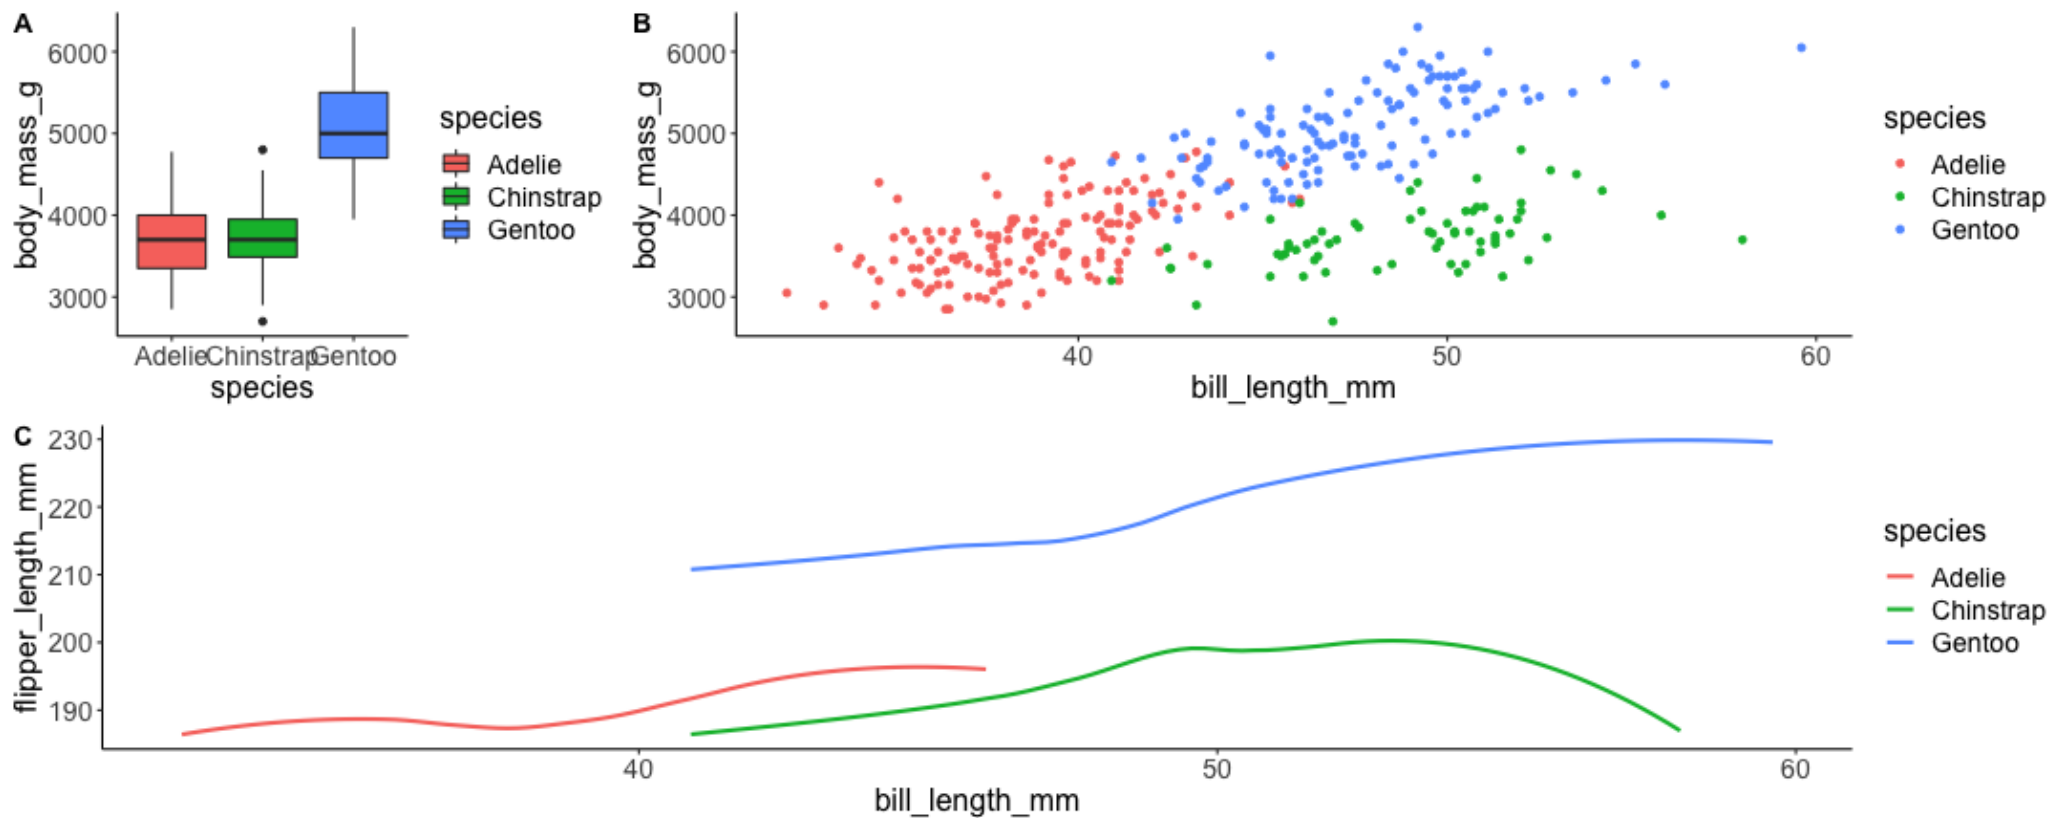 A
body_mass_g
6000
5000
4000
3000
Adelie
Chinstrap
Gentoo
species
species
Adelie
Chinstrap
Gentoo
B
body_mass_g
6000
5000
4000
3000
40
50
60
bill_length_mm
species
Adelie
Chinstrap
Gentoo
C
flipper_length_mm
230
220
210
200
190
40
50
60
bill_length_mm
species
Adelie
Chinstrap
Gentoo